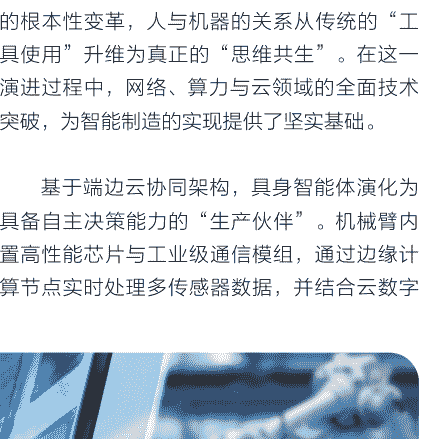 的根本性变革，人与机器的关系从传统的“工
具使用”升维为真正的“思维共生”。在这一
演进过程中，网络、算力与云领域的全面技术
突破，为智能制造的实现提供了坚实基础。
基于端边云协同架构，具身智能体演化为
具备自主决策能力的“生产伙伴”。机械臂内
置高性能芯片与工业级通信模组，通过边缘计
算节点实时处理多传感器数据，并结合云数字